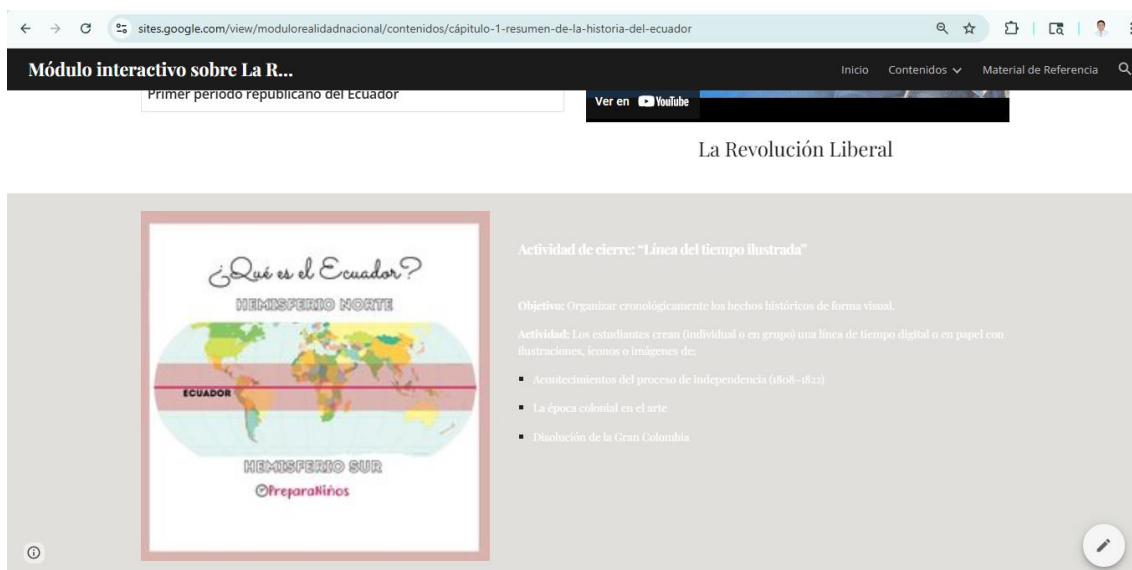 sites.google.com/view/modulorealidadnacional/contenidos/cápitulo-1-resumen-de-la-historia-del-ecuador
Módulo interactivo sobre La R...
Inicio Contenidos Material de Referencia
Primer periodo republicano del Ecuador
Ver en YouTube
La Revolución Liberal
¿Qué es el Ecuador?
HEMISFERIO NORTE
ECUADOR
HEMISFERIO SUR
@PreparaNiños
Actividad de cierre: “Línea del tiempo ilustrada”
Objetivo: Organizar cronológicamente los hechos históricos de forma visual.
Actividad: Los estudiantes crean (individual o en grupo) una línea de tiempo digital o en papel con
ilustraciones, íconos o imágenes de:
▪ Acontecimientos del proceso de independencia (1808–1822)
▪ La época colonial en el arte
▪ Disolución de la Gran Colombia